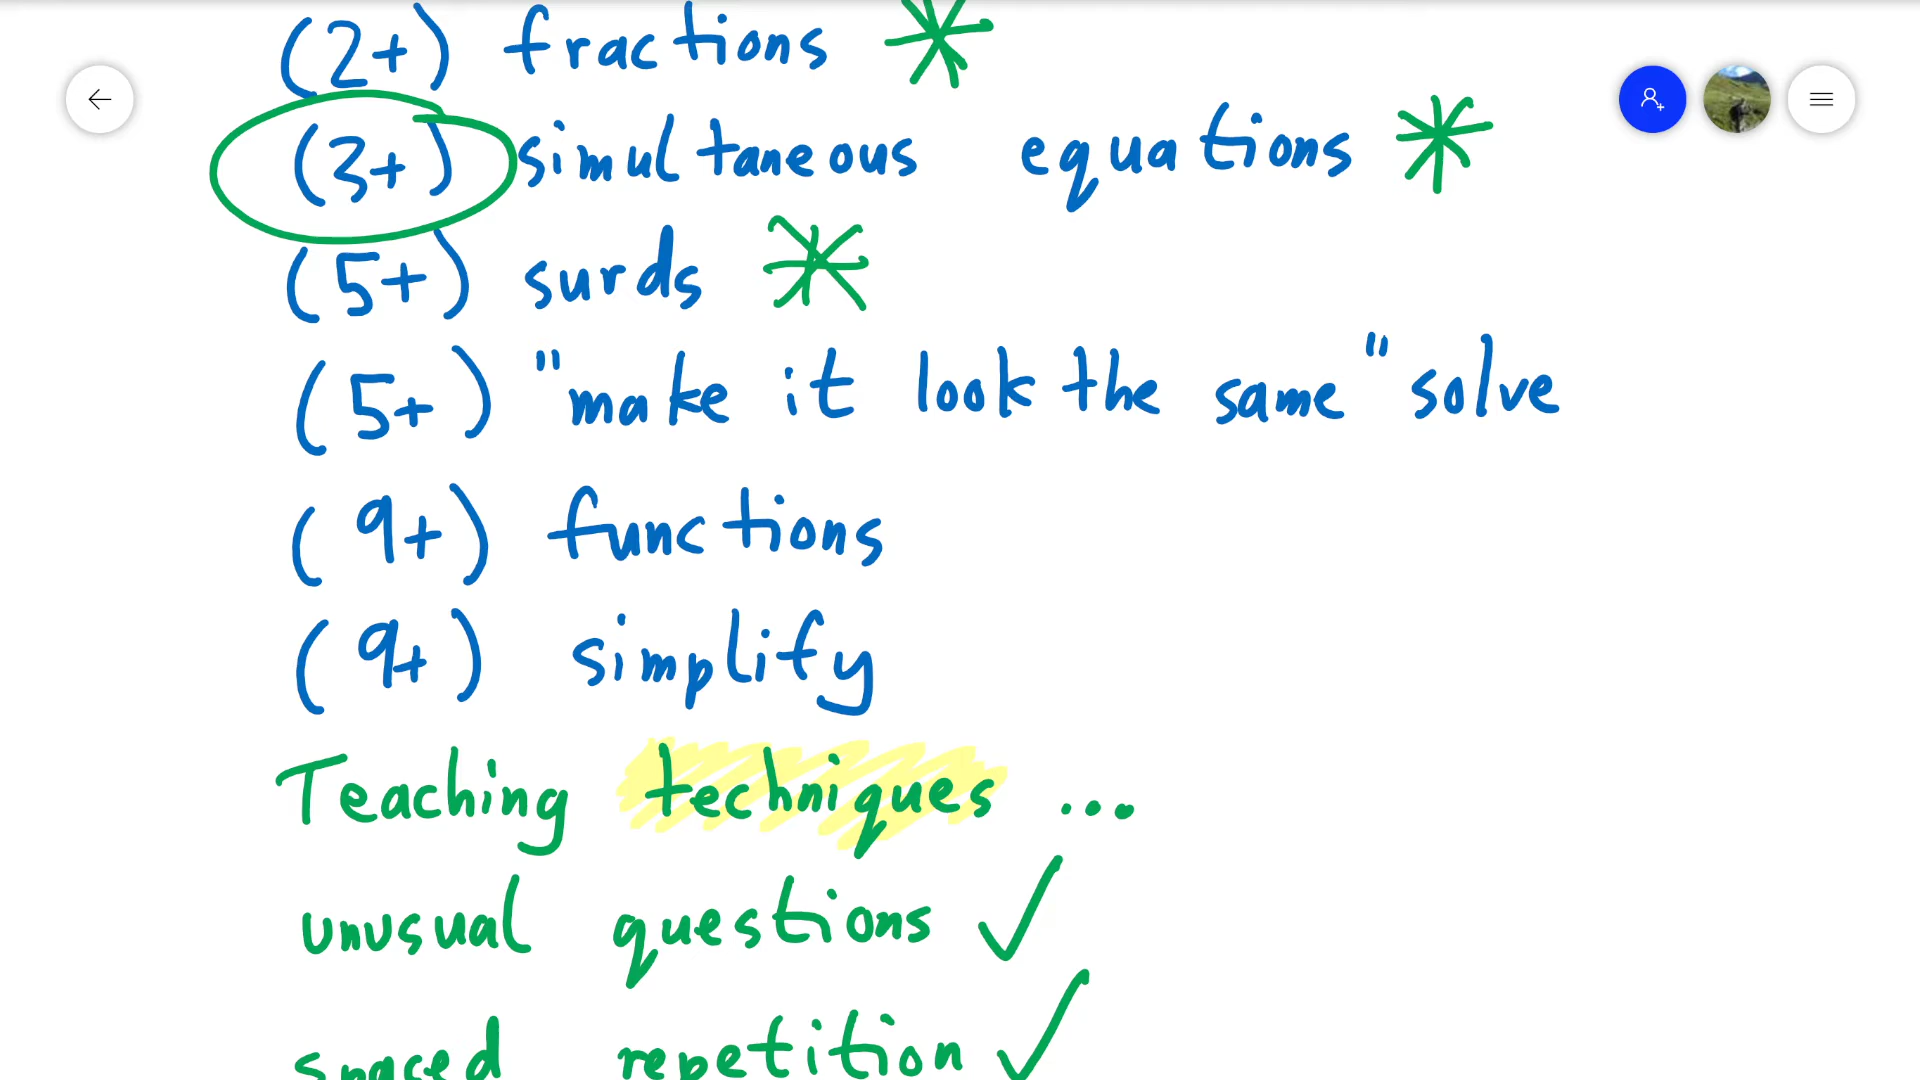 (2+) fractions *
(3+) simultaneous equations *
(5+) surds *
(5+) "make it look the same" solve
(9+) functions
(9+) simplify
Teaching techniques ...
unusual questions ✓
spaced repetition ✓